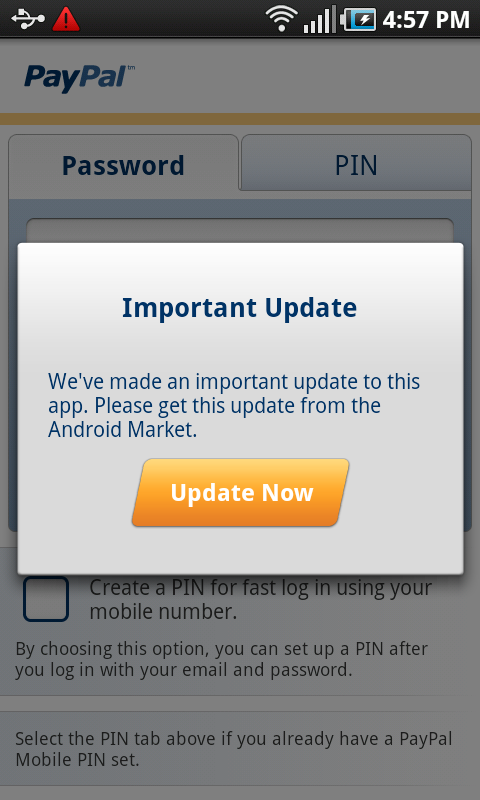 4:57 PM
PayPal™
Password
PIN
Important Update
We've made an important update to this
app. Please get this update from the
Android Market.
Update Now
Create a PIN for fast log in using your
mobile number.
By choosing this option, you can set up a PIN after
you log in with your email and password.
Select the PIN tab above if you already have a PayPal
Mobile PIN set.